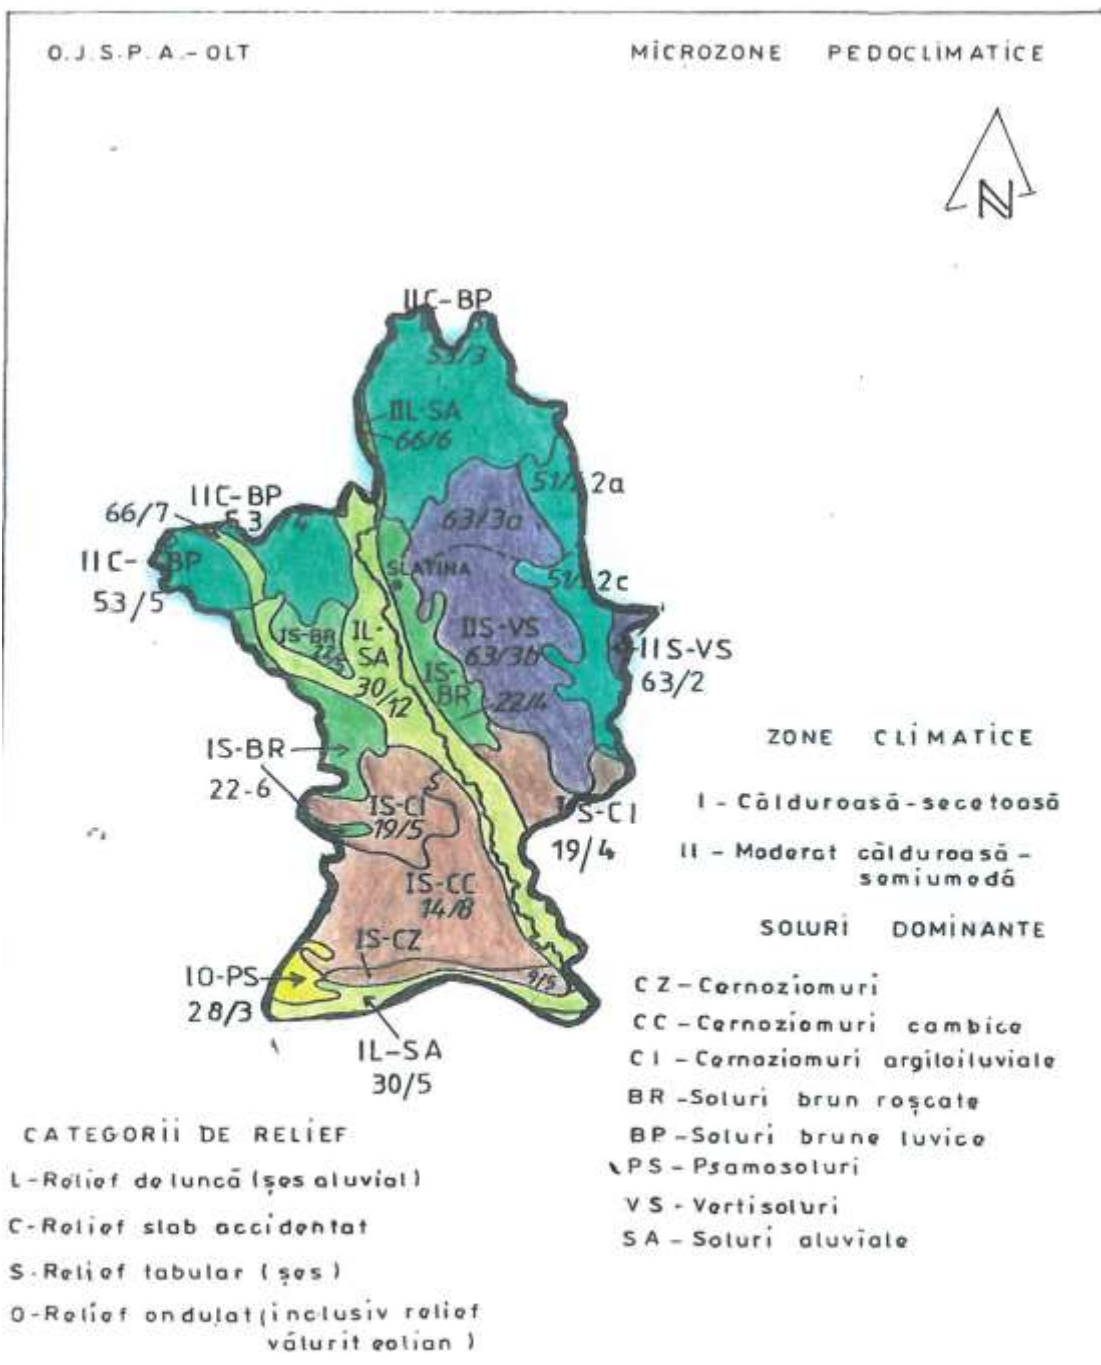 O.J.S.P.A.-OLT
MICROZONE PEDOCLIMATICE
N
IIC-BP
53/3
IIL-SA
66/6
51/ 2a
IIC-BP
53/4
66/7
63/3a
IIC-BP
53/5
SLATINA
51/ 2c
IS-BR
22/5
IL-SA
30/12
IIS-VS
63/3b
IIS-VS
63/2
IS-BR
22/4
IS-BR
22-6
IS-CI
19/5
IS-CI
19/4
IS-CC
14/8
IS-CZ
9/5
IO-PS
28/3
IL-SA
30/5
ZONE CLIMATICE
I - Călduroasă-secetoasă
II - Moderat călduroasă-
semiumedă
SOLURI DOMINANTE
CZ-Cernoziomuri
CC-Cernoziomuri cambice
CI-Cernoziomuri argiloiluviale
BR-Soluri brun roșcate
BP-Soluri brune luvice
PS-Psamosoluri
VS-Vertisoluri
SA-Soluri aluviale
CATEGORII DE RELIEF
L-Relief de luncă (șes aluvial)
C-Relief slab accidentat
S-Relief tabular (șes)
O-Relief ondulat (inclusiv relief
vălurit eolian)